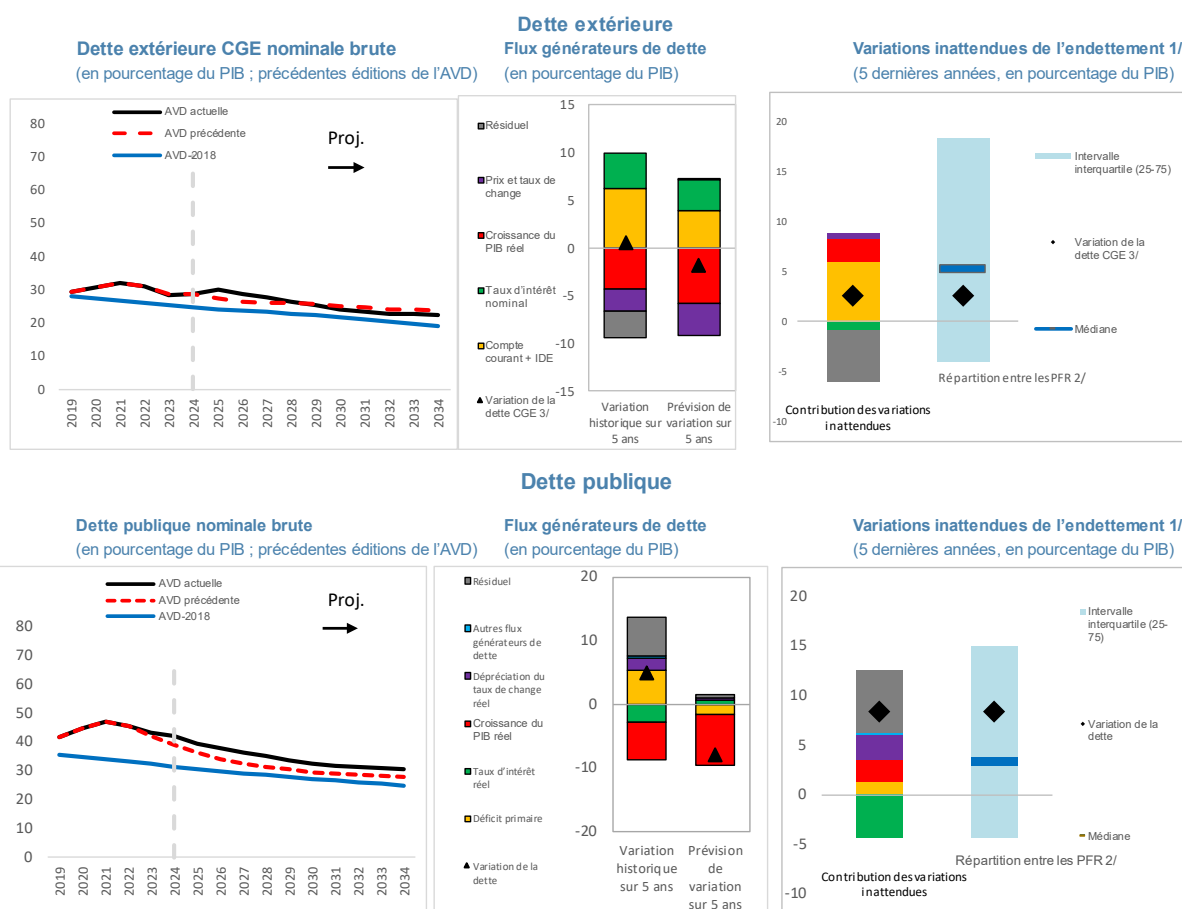 Dette extérieure
Dette extérieure CGE nominale brute
(en pourcentage du PIB ; précédentes éditions de l'AVD)
AVD actuelle
AVD précédente
AVD-2018
Proj.
80
70
60
50
40
30
20
10
0
2019 2020 2021 2022 2023 2024 2025 2026 2027 2028 2029 2030 2031 2032 2033 2034
Flux générateurs de dette
(en pourcentage du PIB)
Résiduel
Prix et taux de
change
Croissance du
PIB réel
Taux d'intérêt
nominal
Compte
courant + IDE
Variation de la
dette CGE 3/
15
10
5
0
-5
-10
-15
Variation
historique sur
5 ans
Prévision de
variation sur
5 ans
Variations inattendues de l'endettement 1/
(5 dernières années, en pourcentage du PIB)
20
15
10
5
0
-5
-10
Intervalle
interquartile (25-75)
Variation de la
dette CGE 3/
Médiane
Répartition entre les PFR 2/
Contribution des variations
inattendues
Dette publique
Dette publique nominale brute
(en pourcentage du PIB ; précédentes éditions de l'AVD)
AVD actuelle
AVD précédente
AVD-2018
Proj.
80
70
60
50
40
30
20
10
0
2019 2020 2021 2022 2023 2024 2025 2026 2027 2028 2029 2030 2031 2032 2033 2034
Flux générateurs de dette
(en pourcentage du PIB)
Résiduel
Autres flux
générateurs de
dette
Dépréciation du
taux de change
réel
Croissance du
PIB réel
Taux d'intérêt
réel
Déficit primaire
Variation de la
dette
20
10
0
-10
-20
Variation
historique
sur 5 ans
Prévision
de
variation
sur 5 ans
Variations inattendues de l'endettement 1/
(5 dernières années, en pourcentage du PIB)
20
15
10
5
0
-5
-10
Intervalle
interquartile (25-
75)
Variation de la
dette
Médiane
Répartition entre les PFR 2/
Contribution des variations
inattendues